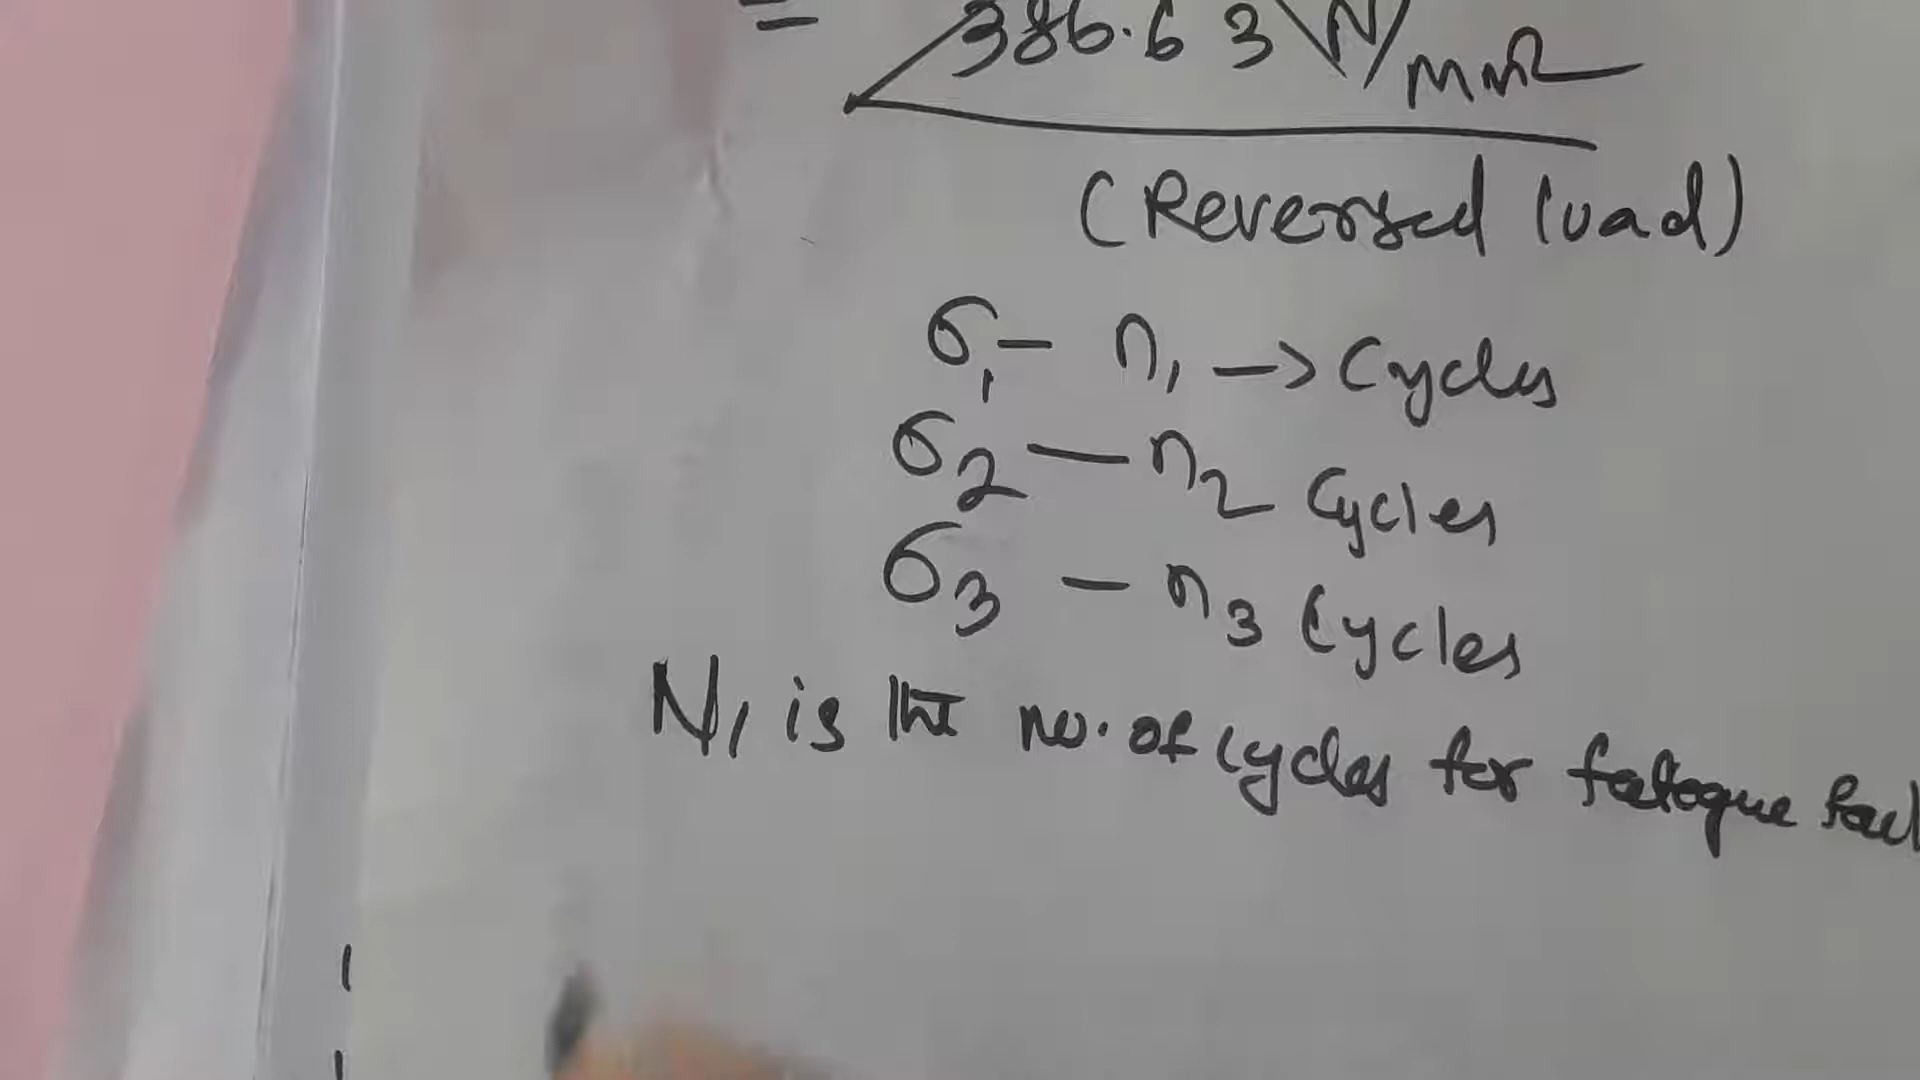 = 386.63 N/mm2
(Reversed load)
σ1 - n1 -> Cycles
σ2 - n2 Cycles
σ3 - n3 Cycles
N1 is the no. of cycles for fatogue